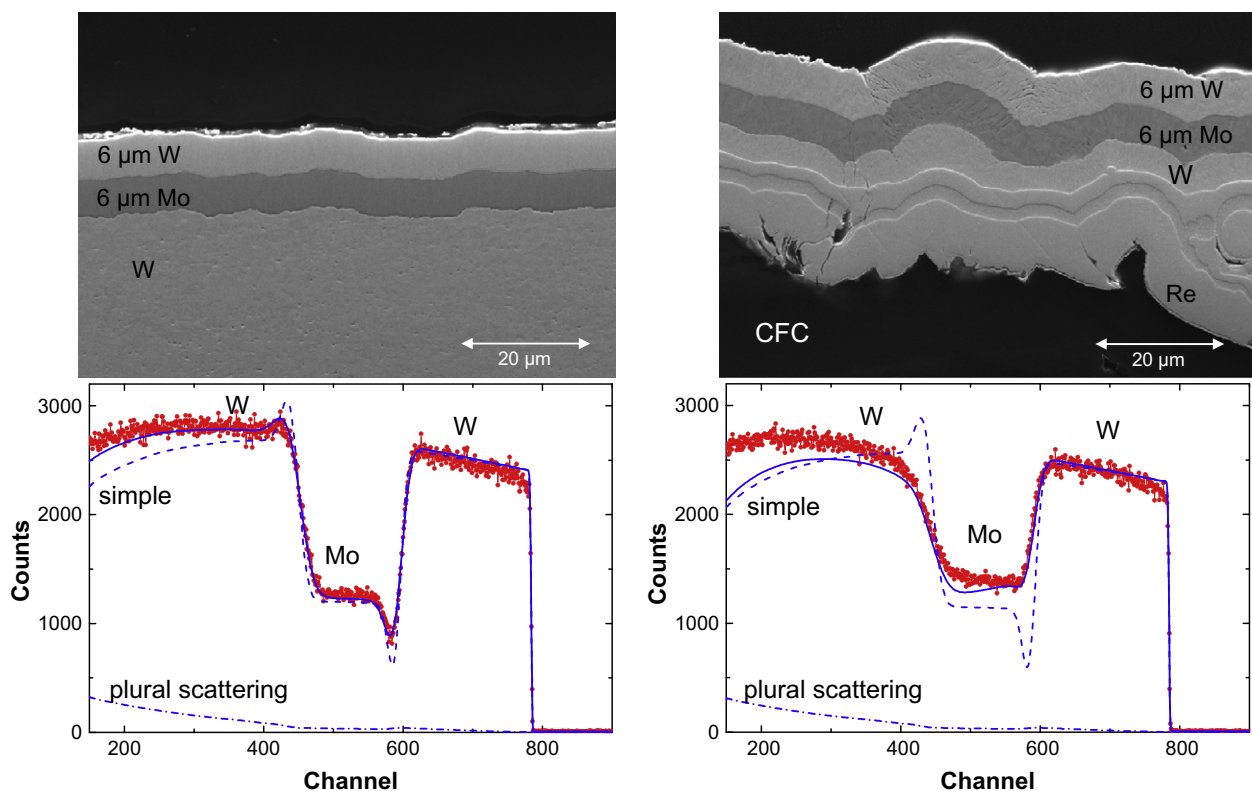 6 µm W
6 µm Mo
W
20 µm
6 µm W
6 µm Mo
W
Re
CFC
20 µm
3000
2000
1000
0
Counts
W
W
simple
Mo
plural scattering
200
400
600
800
Channel
3000
2000
1000
0
Counts
W
W
simple
Mo
plural scattering
200
400
600
800
Channel